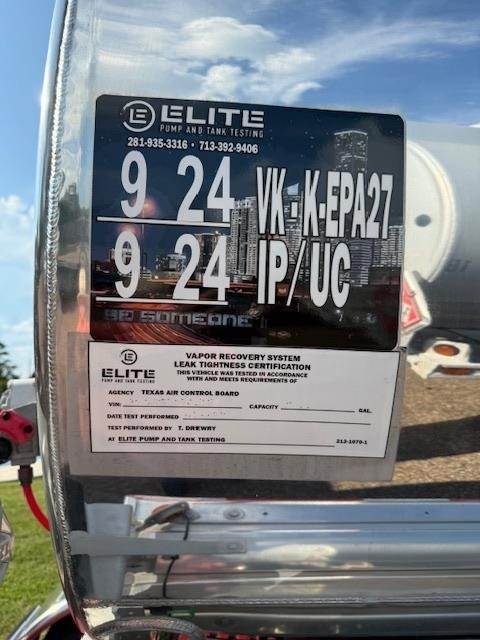 ELITE
PUMP AND TANK TESTING
281-935-3316 • 713-392-9406
9 24 VK-K-EPA27
9 24 IP/UC
BE SOMEONE
ELITE
PUMP AND TANK TESTING
VAPOR RECOVERY SYSTEM
LEAK TIGHTNESS CERTIFICATION
THIS VEHICLE WAS TESTED IN ACCORDANCE
WITH AND MEETS REQUIREMENTS OF
AGENCY TEXAS AIR CONTROL BOARD
VIN: CAPACITY GAL.
DATE TEST PERFORMED
TEST PERFORMED BY T. DREWRY
AT ELITE PUMP AND TANK TESTING 213-1070-1